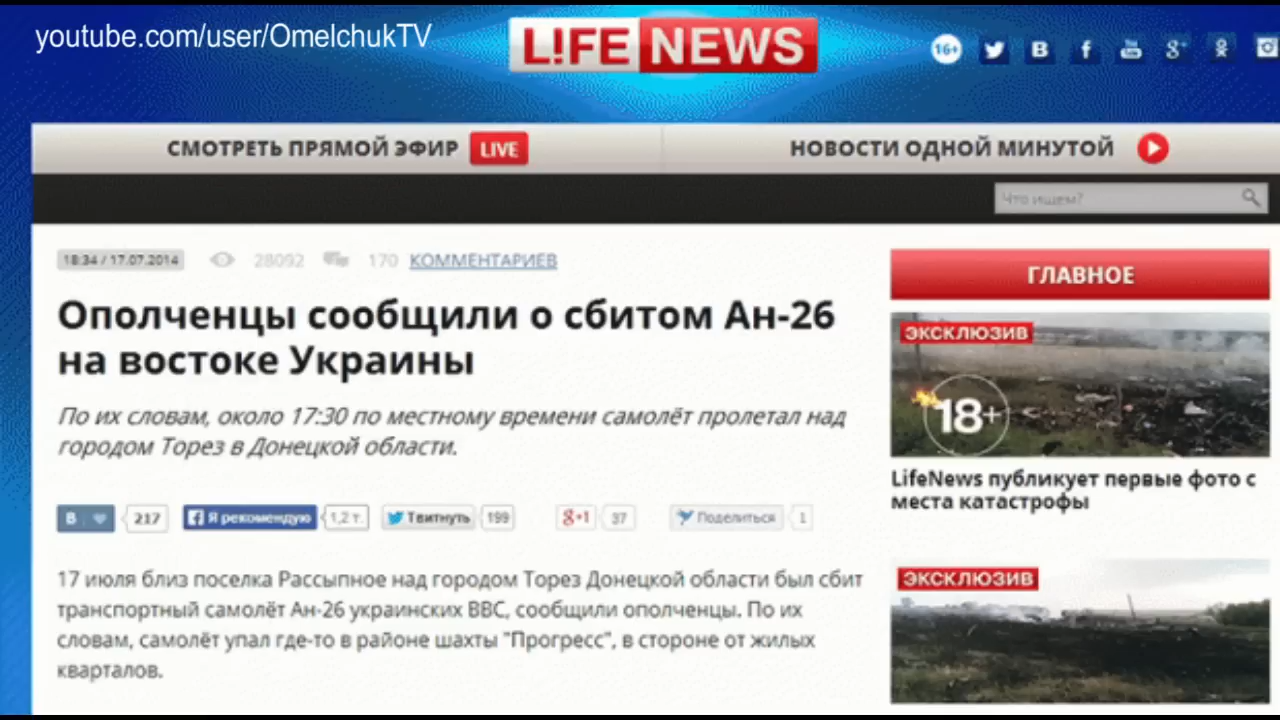 youtube.com/user/OmelchukTV
L!FE NEWS
16+
СМОТРЕТЬ ПРЯМОЙ ЭФИР LIVE
НОВОСТИ ОДНОЙ МИНУТОЙ
Что ищем?
18:34 / 17.07.2014 28092 170 КОММЕНТАРИЕВ
Ополченцы сообщили о сбитом Ан-26
на востоке Украины
По их словам, около 17:30 по местному времени самолёт пролетал над
городом Торез в Донецкой области.
В 217 Я рекомендую 1,2 т. Твитнуть 199 g+1 37 Поделиться 1
17 июля близ поселка Рассыпное над городом Торез Донецкой области был сбит
транспортный самолёт Ан-26 украинских ВВС, сообщили ополченцы. По их
словам, самолёт упал где-то в районе шахты "Прогресс", в стороне от жилых
кварталов.
ГЛАВНОЕ
ЭКСКЛЮЗИВ
18+
LifeNews публикует первые фото с
места катастрофы
ЭКСКЛЮЗИВ